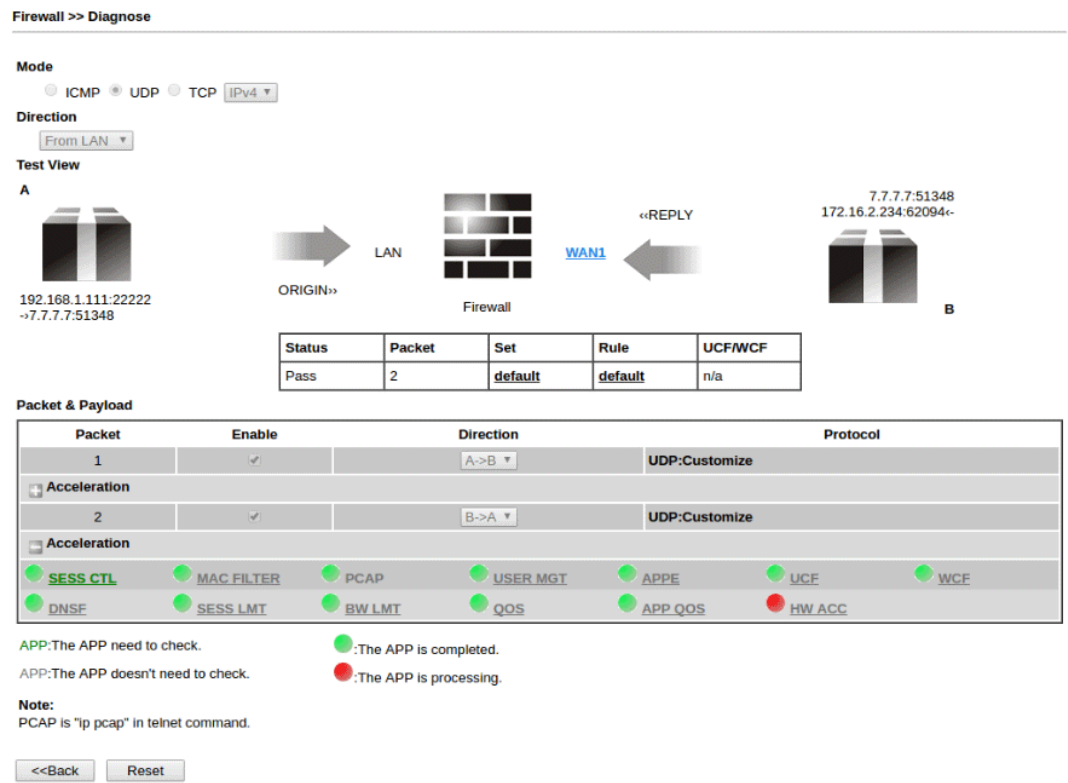 Firewall >> Diagnose
Mode
ICMP UDP TCP IPv4
Direction
From LAN
Test View
A
7.7.7.7:51348
172.16.2.234:62094<-
‹‹REPLY
LAN
WAN1
ORIGIN››
192.168.1.111:22222
->7.7.7.7:51348
Firewall
B
Status Packet Set Rule UCF/WCF
Pass 2 default default n/a
Packet & Payload
Packet Enable Direction Protocol
1 A->B UDP:Customize
Acceleration
2 B->A UDP:Customize
Acceleration
SESS CTL MAC FILTER PCAP USER MGT APPE UCF WCF
DNSF SESS LMT BW LMT QOS APP QOS HW ACC
APP:The APP need to check. :The APP is completed.
APP:The APP doesn't need to check. :The APP is processing.
Note:
PCAP is "ip pcap" in telnet command.
<<Back Reset